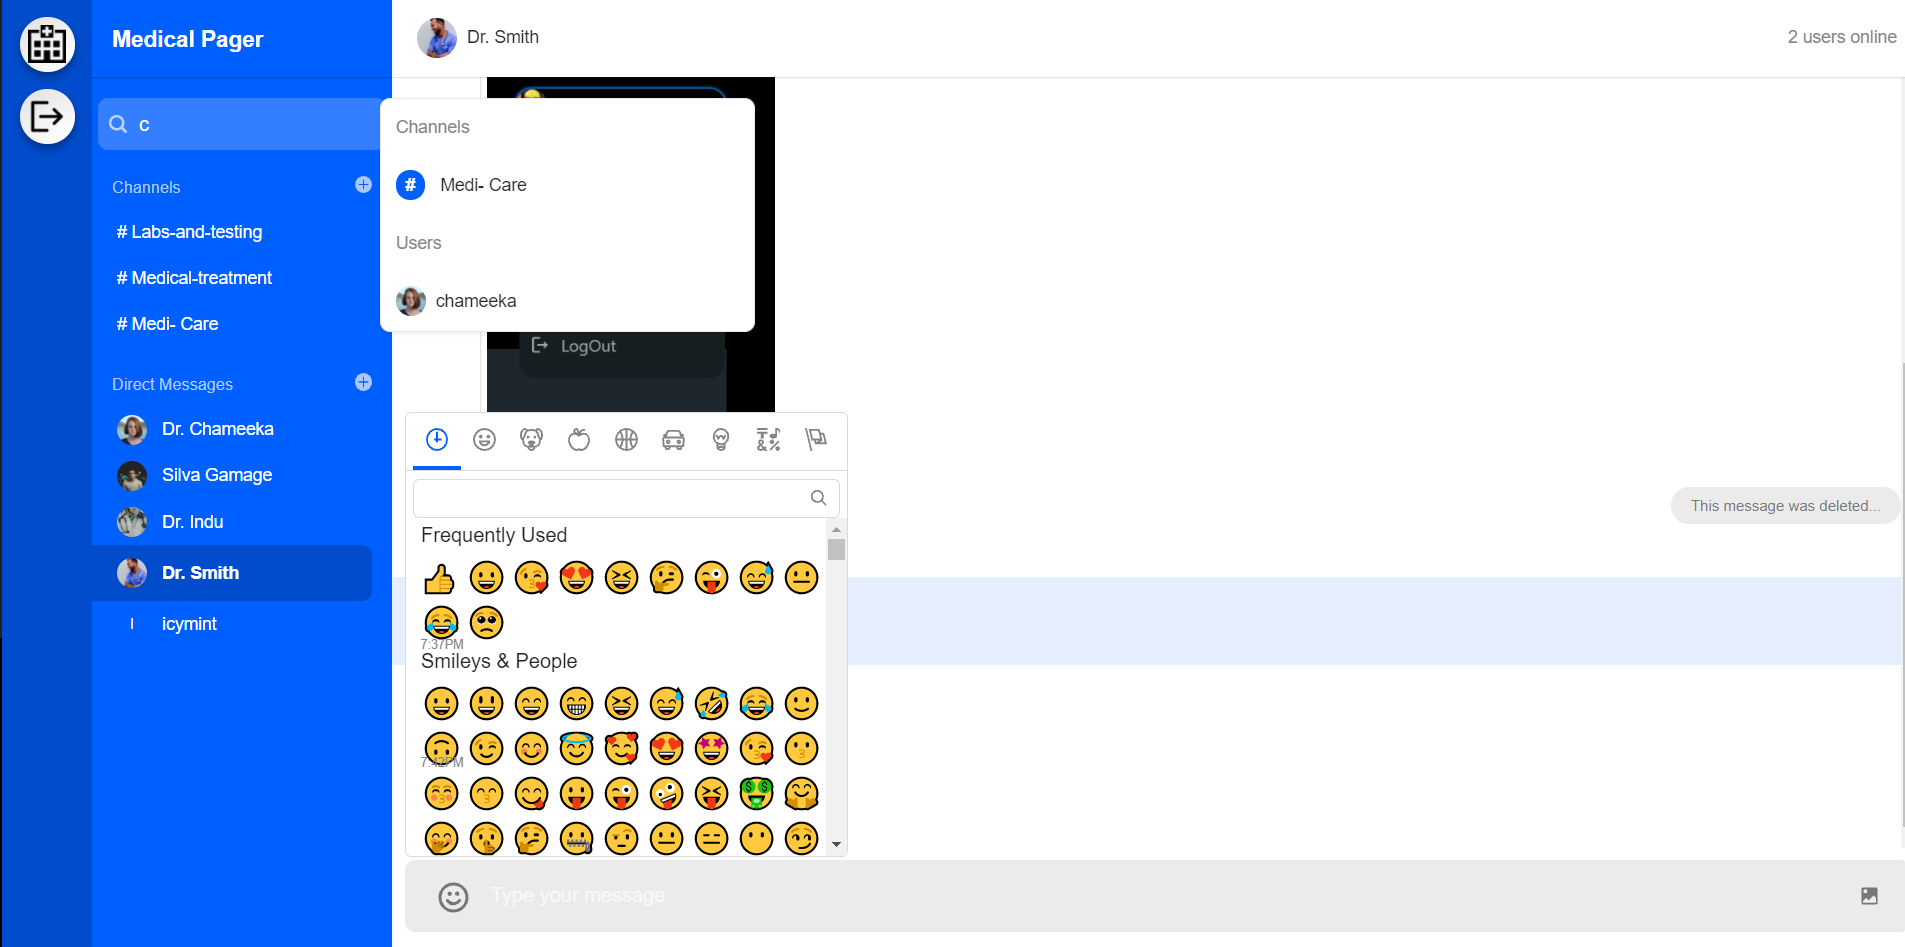 Medical Pager
c
Channels
# Labs-and-testing
# Medical-treatment
# Medi- Care
Direct Messages
Dr. Chameeka
Silva Gamage
Dr. Indu
Dr. Smith
I
icymint
Dr. Smith
2 users online
Channels
# Medi- Care
Users
chameeka
LogOut
Frequently Used
7:37PM
Smileys & People
7:42PM
This message was deleted...
Type your message